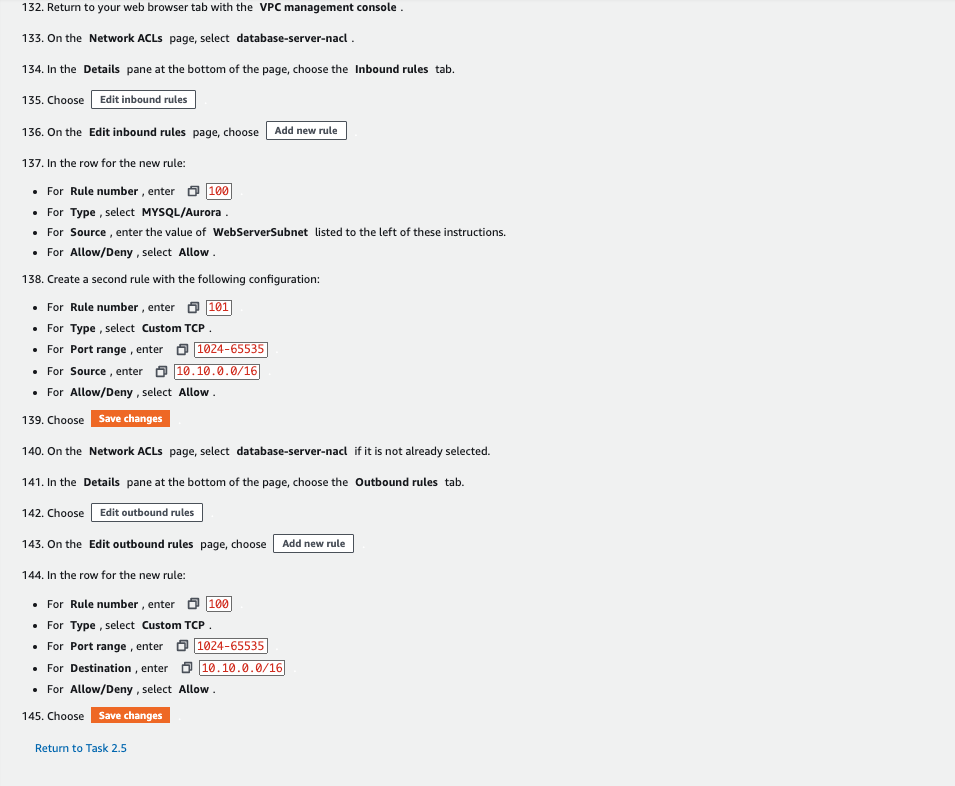 132. Return to your web browser tab with the VPC management console .
133. On the Network ACLs page, select database-server-nacl .
134. In the Details pane at the bottom of the page, choose the Inbound rules tab.
135. Choose Edit inbound rules
136. On the Edit inbound rules page, choose Add new rule
137. In the row for the new rule:
• For Rule number , enter 100
• For Type , select MYSQL/Aurora .
• For Source , enter the value of WebServerSubnet listed to the left of these instructions.
• For Allow/Deny , select Allow .
138. Create a second rule with the following configuration:
• For Rule number , enter 101
• For Type , select Custom TCP .
• For Port range , enter 1024-65535
• For Source , enter 10.10.0.0/16
• For Allow/Deny , select Allow .
139. Choose Save changes
140. On the Network ACLs page, select database-server-nacl if it is not already selected.
141. In the Details pane at the bottom of the page, choose the Outbound rules tab.
142. Choose Edit outbound rules
143. On the Edit outbound rules page, choose Add new rule
144. In the row for the new rule:
• For Rule number , enter 100
• For Type , select Custom TCP .
• For Port range , enter 1024-65535
• For Destination , enter 10.10.0.0/16
• For Allow/Deny , select Allow .
145. Choose Save changes
Return to Task 2.5